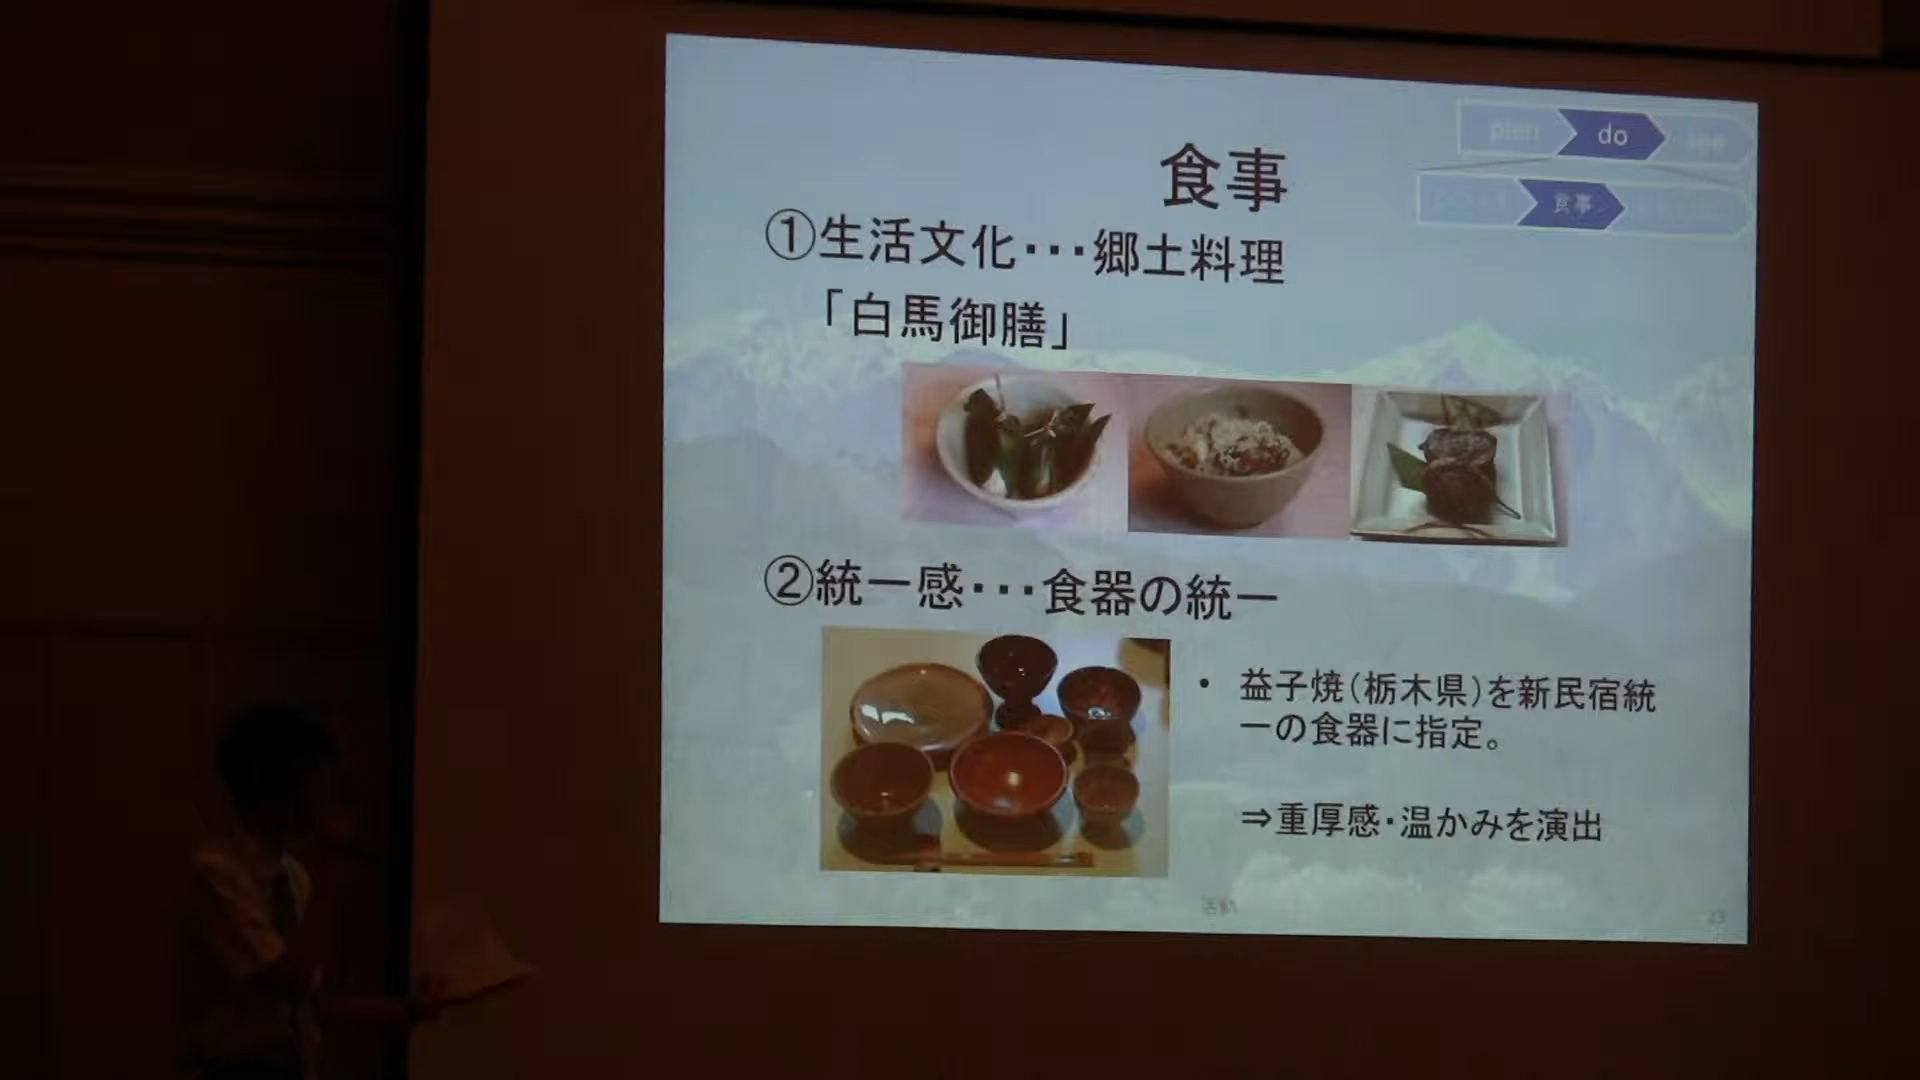 plan
do
see
食事
食事
①生活文化・・・郷土料理
「白馬御膳」
②統一感・・・食器の統一
• 益子焼(栃木県)を新民宿統
一の食器に指定。
⇒重厚感・温かみを演出
活動
23